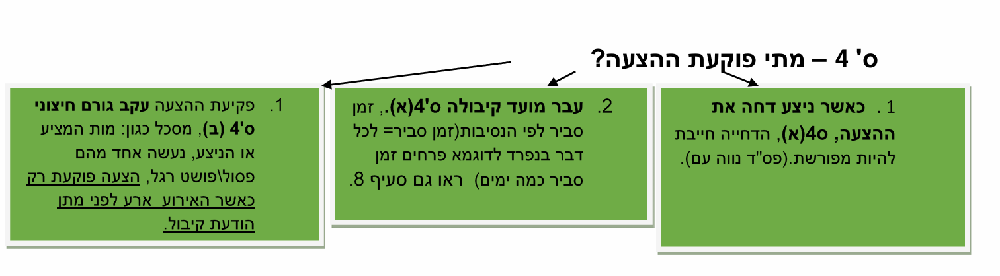 ס' 4 – מתי פוקעת ההצעה?
1 . כאשר ניצע דחה את
ההצעה, ס4(א), הדחייה חייבת
להיות מפורשת.(פס"ד נווה עם).
2. עבר מועד קיבולה ס'4(א)., זמן
סביר לפי הנסיבות(זמן סביר= לכל
דבר בנפרד לדוגמא פרחים זמן
סביר כמה ימים) ראו גם סעיף 8.
1. פקיעת ההצעה עקב גורם חיצוני
ס'4 (ב), מסכל כגון: מות המציע
או הניצע, נעשה אחד מהם
פסול\פושט רגל, הצעה פוקעת רק
כאשר האירוע ארע לפני מתן
הודעת קיבול.